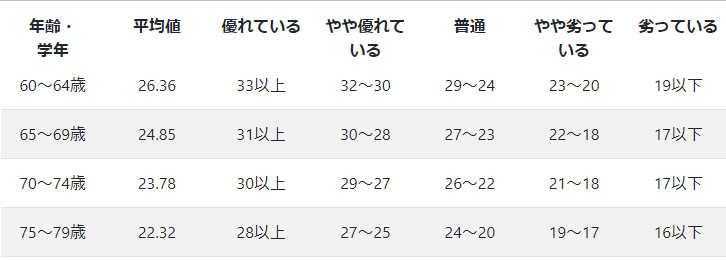 年齢・学年 平均値 優れている やや優れている 普通 やや劣っている 劣っている
60～64歳 26.36 33以上 32～30 29～24 23～20 19以下
65～69歳 24.85 31以上 30～28 27～23 22～18 17以下
70～74歳 23.78 30以上 29～27 26～22 21～18 17以下
75～79歳 22.32 28以上 27～25 24～20 19～17 16以下